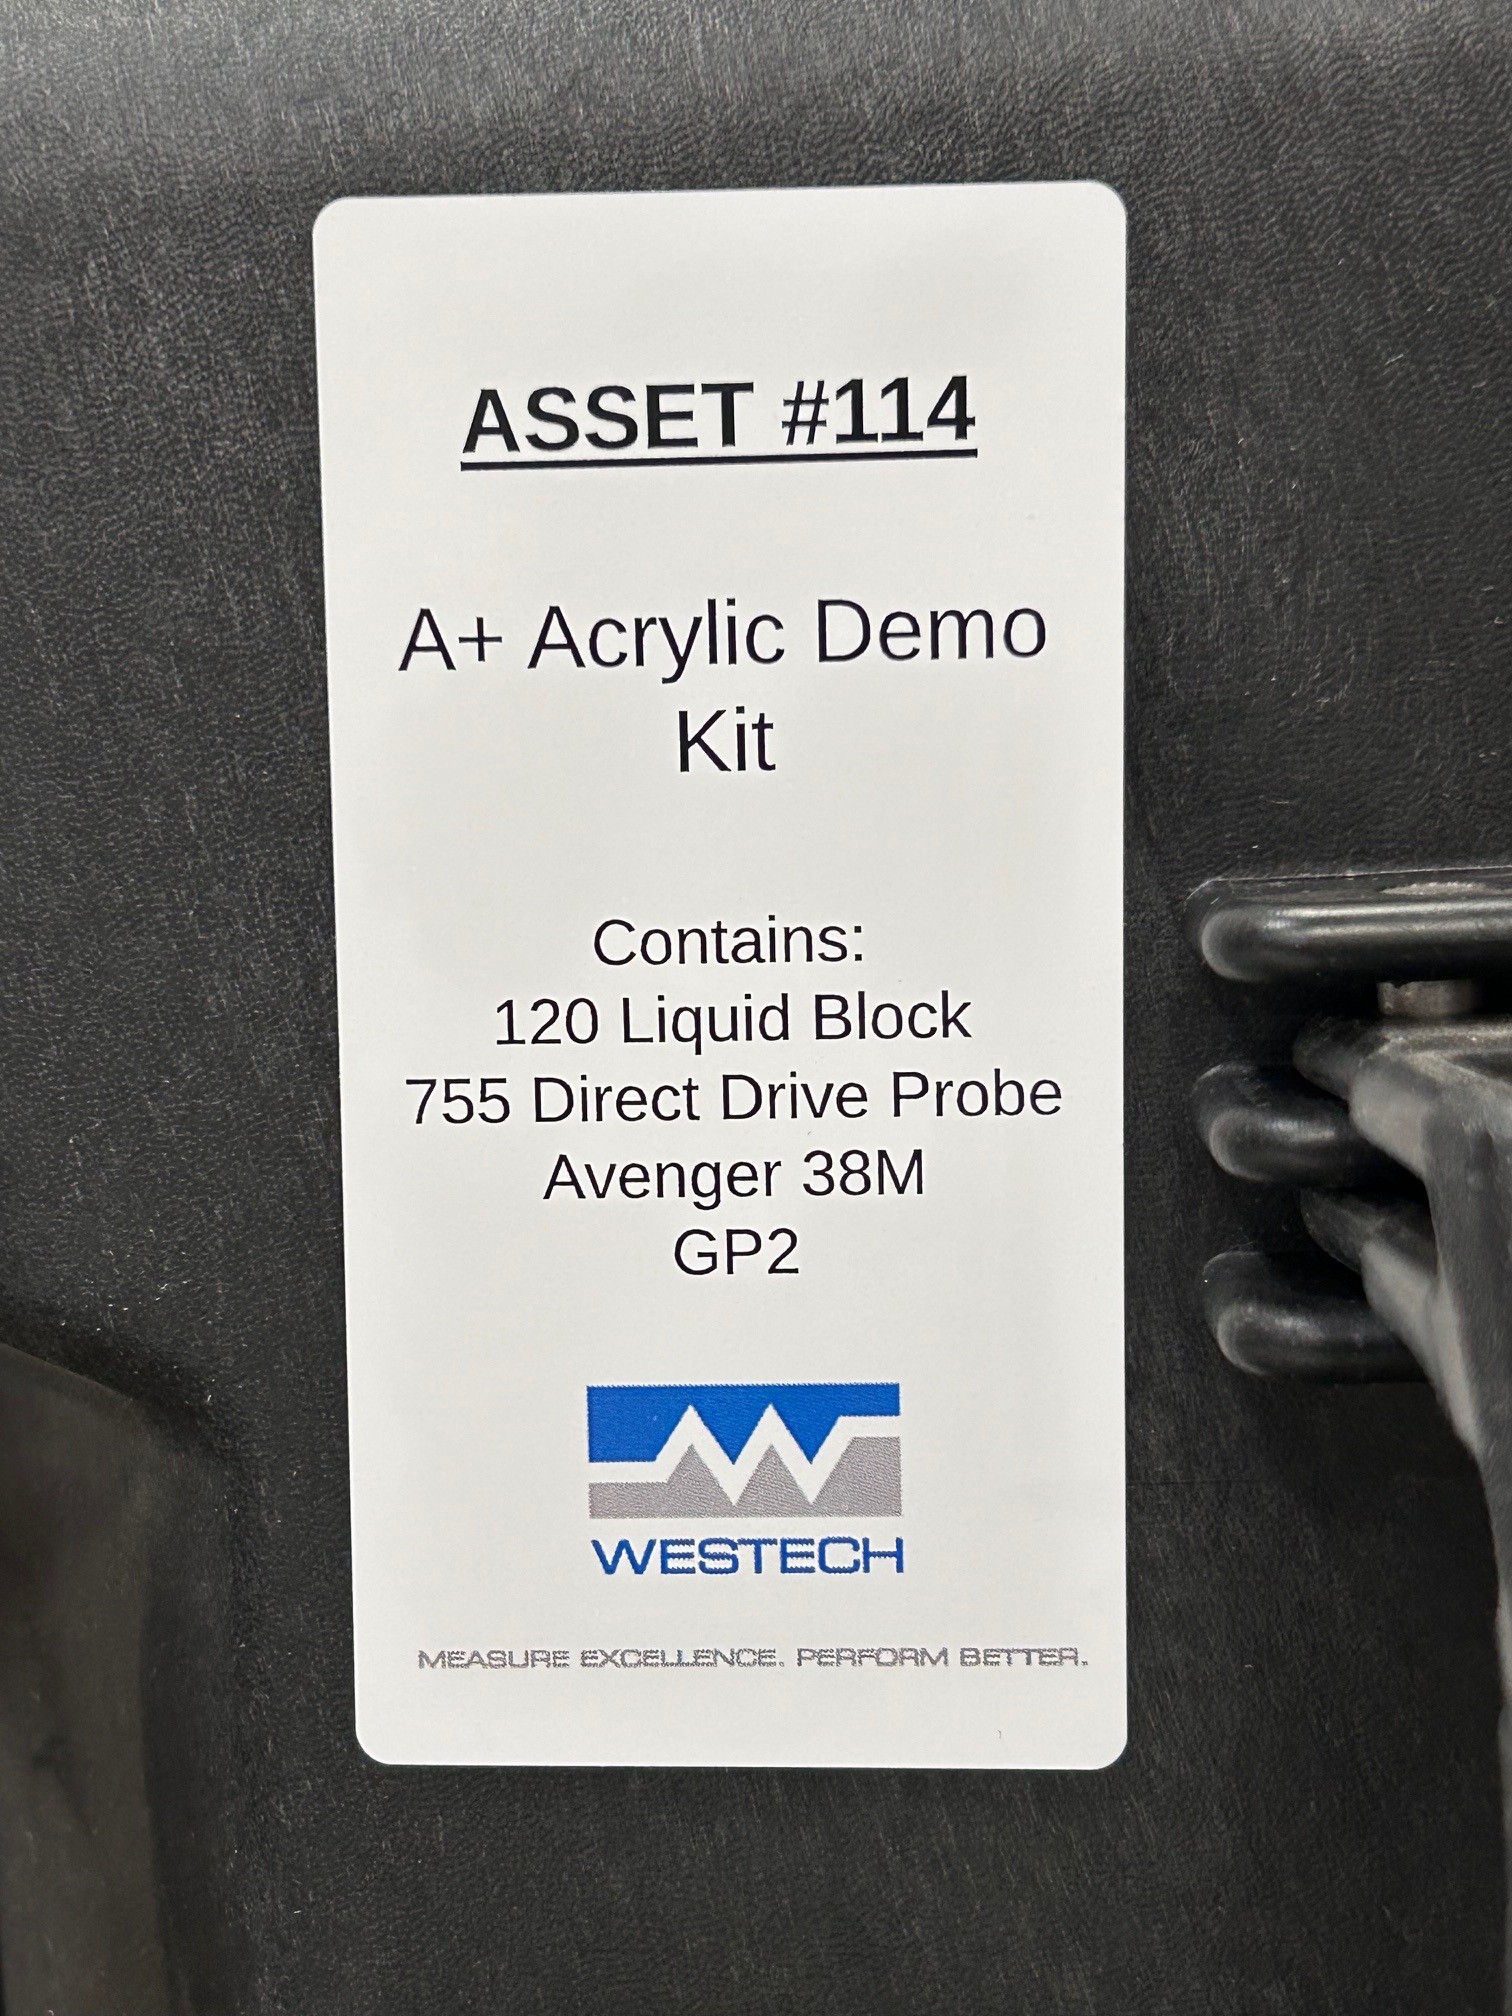 ASSET #114
A+ Acrylic Demo
Kit
Contains:
120 Liquid Block
755 Direct Drive Probe
Avenger 38M
GP2
WESTECH
MEASURE EXCELLENCE. PERFORM BETTER.